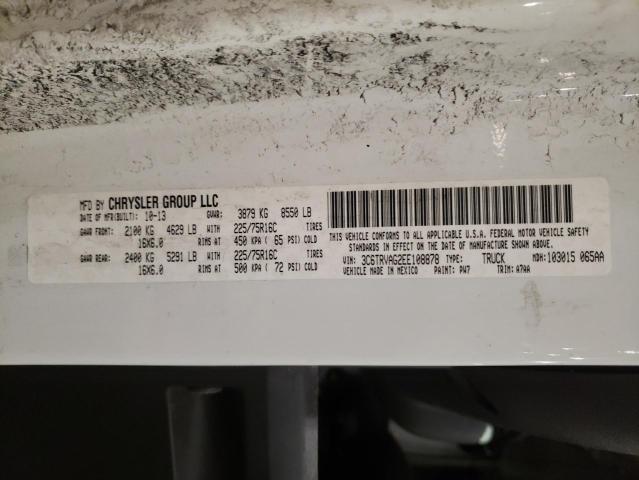 MFD BY CHRYSLER GROUP LLC
DATE OF MFR(BUILT): 10-13 GVWR: 3879 KG 8550 LB
GAWR FRONT: 2100 KG 4629 LB WITH 225/75R16C TIRES
16X6.0 RIMS AT 450 KPA ( 65 PSI) COLD
GAWR REAR: 2400 KG 5291 LB WITH 225/75R16C TIRES
16X6.0 RIMS AT 500 KPA ( 72 PSI) COLD
THIS VEHICLE CONFORMS TO ALL APPLICABLE U.S.A. FEDERAL MOTOR VEHICLE SAFETY
STANDARDS IN EFFECT ON THE DATE OF MANUFACTURE SHOWN ABOVE.
VIN: 3C6TRVAG2EE108878 TYPE: TRUCK MDH: 103015 065AA
VEHICLE MADE IN MEXICO PAINT: PW7 TRIM: A7AA